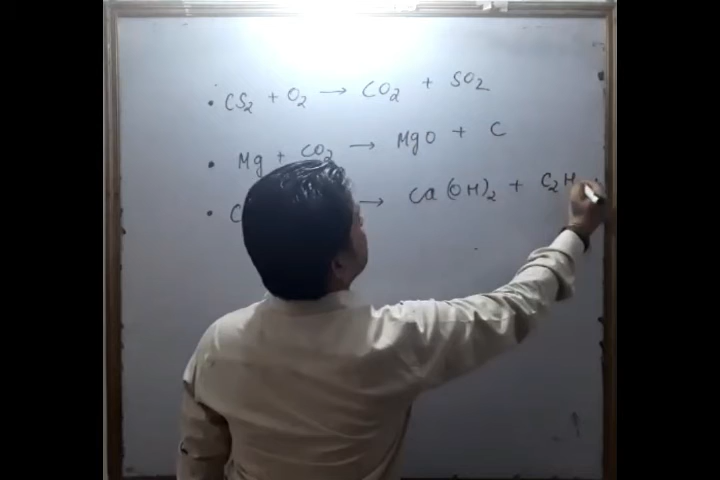 • CS₂ + O₂ → CO₂ + SO₂
• Mg + CO₂ → MgO + C
• C → Ca(OH)₂ + C₂H